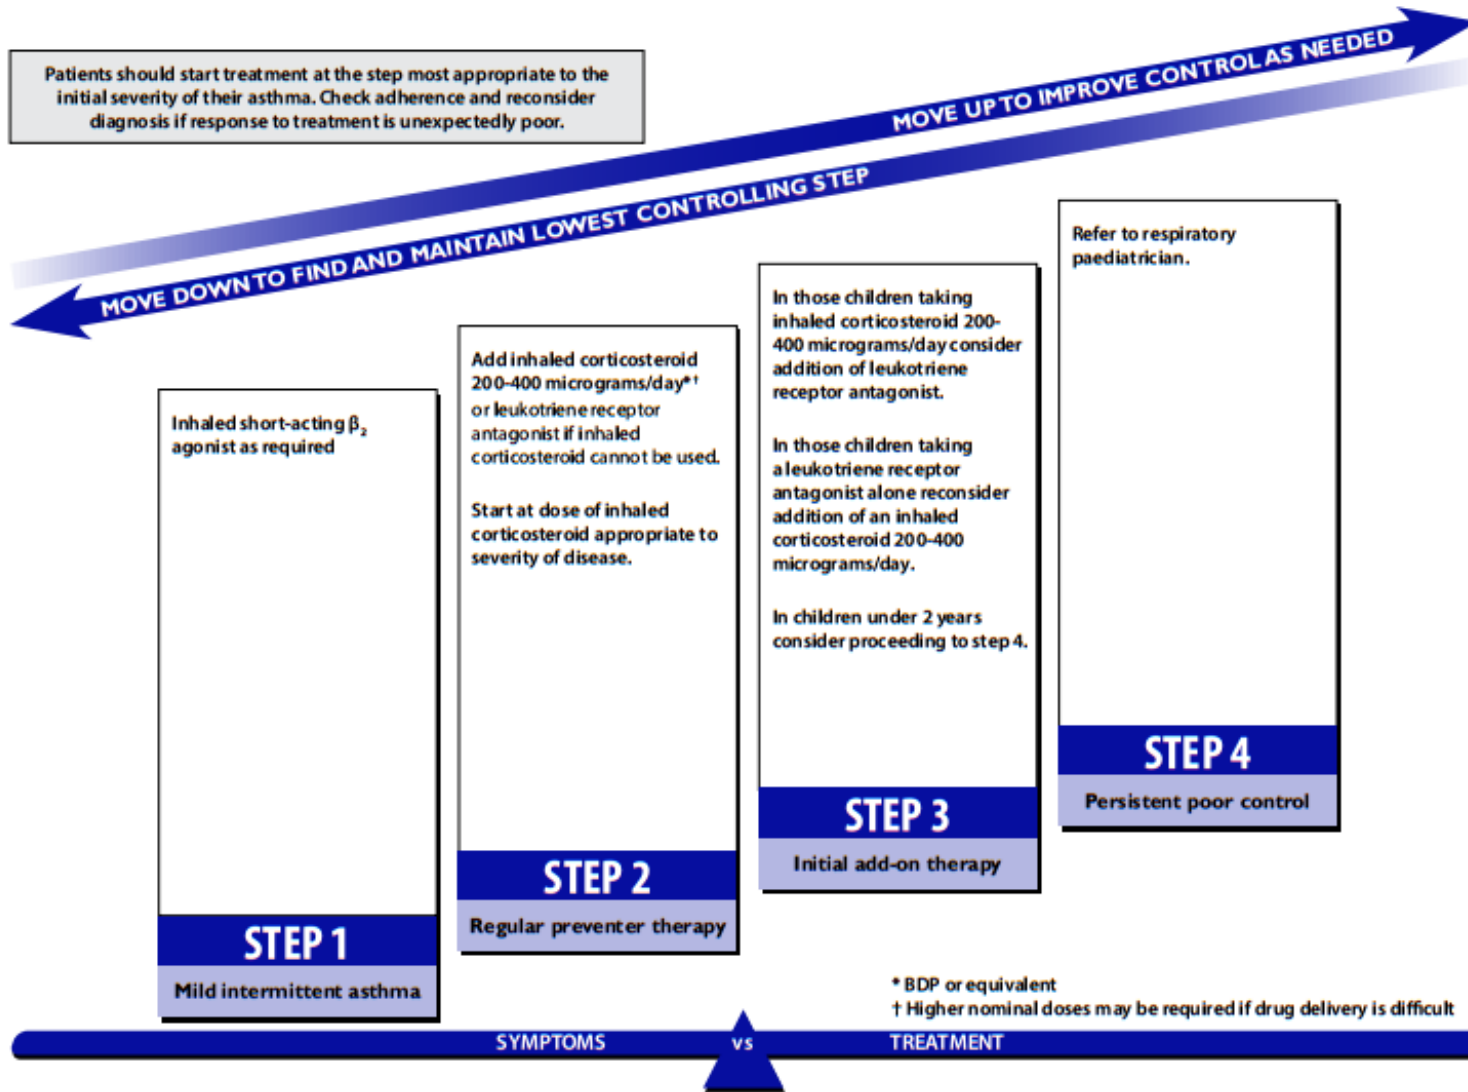 Patients should start treatment at the step most appropriate to the
initial severity of their asthma. Check adherence and reconsider
diagnosis if response to treatment is unexpectedly poor.
MOVE UP TO IMPROVE CONTROL AS NEEDED
MOVE DOWN TO FIND AND MAINTAIN LOWEST CONTROLLING STEP
Inhaled short-acting β₂
agonist as required
STEP 1
Mild intermittent asthma
Add inhaled corticosteroid
200-400 micrograms/day*†
or leukotriene receptor
antagonist if inhaled
corticosteroid cannot be used.
Start at dose of inhaled
corticosteroid appropriate to
severity of disease.
STEP 2
Regular preventer therapy
In those children taking
inhaled corticosteroid 200-
400 micrograms/day consider
addition of leukotriene
receptor antagonist.
In those children taking
a leukotriene receptor
antagonist alone reconsider
addition of an inhaled
corticosteroid 200-400
micrograms/day.
In children under 2 years
consider proceeding to step 4.
STEP 3
Initial add-on therapy
Refer to respiratory
paediatrician.
STEP 4
Persistent poor control
* BDP or equivalent
† Higher nominal doses may be required if drug delivery is difficult
SYMPTOMS vs TREATMENT